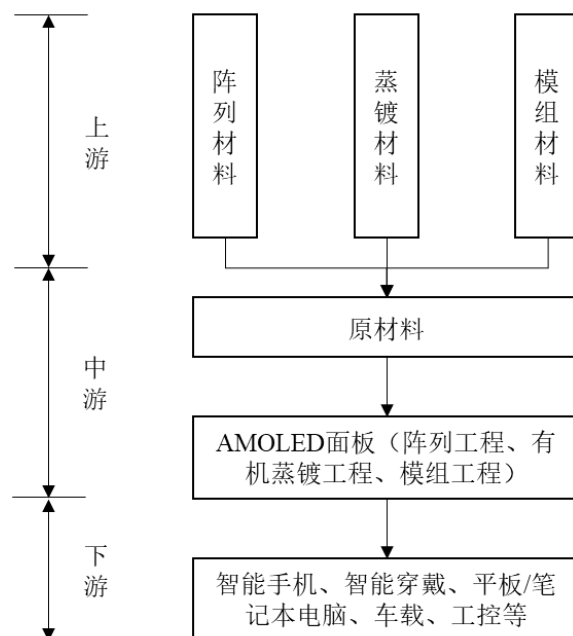 上游
阵列材料
蒸镀材料
模组材料
原材料
中游
AMOLED面板（阵列工程、有
机蒸镀工程、模组工程）
下游
智能手机、智能穿戴、平板/笔
记本电脑、车载、工控等